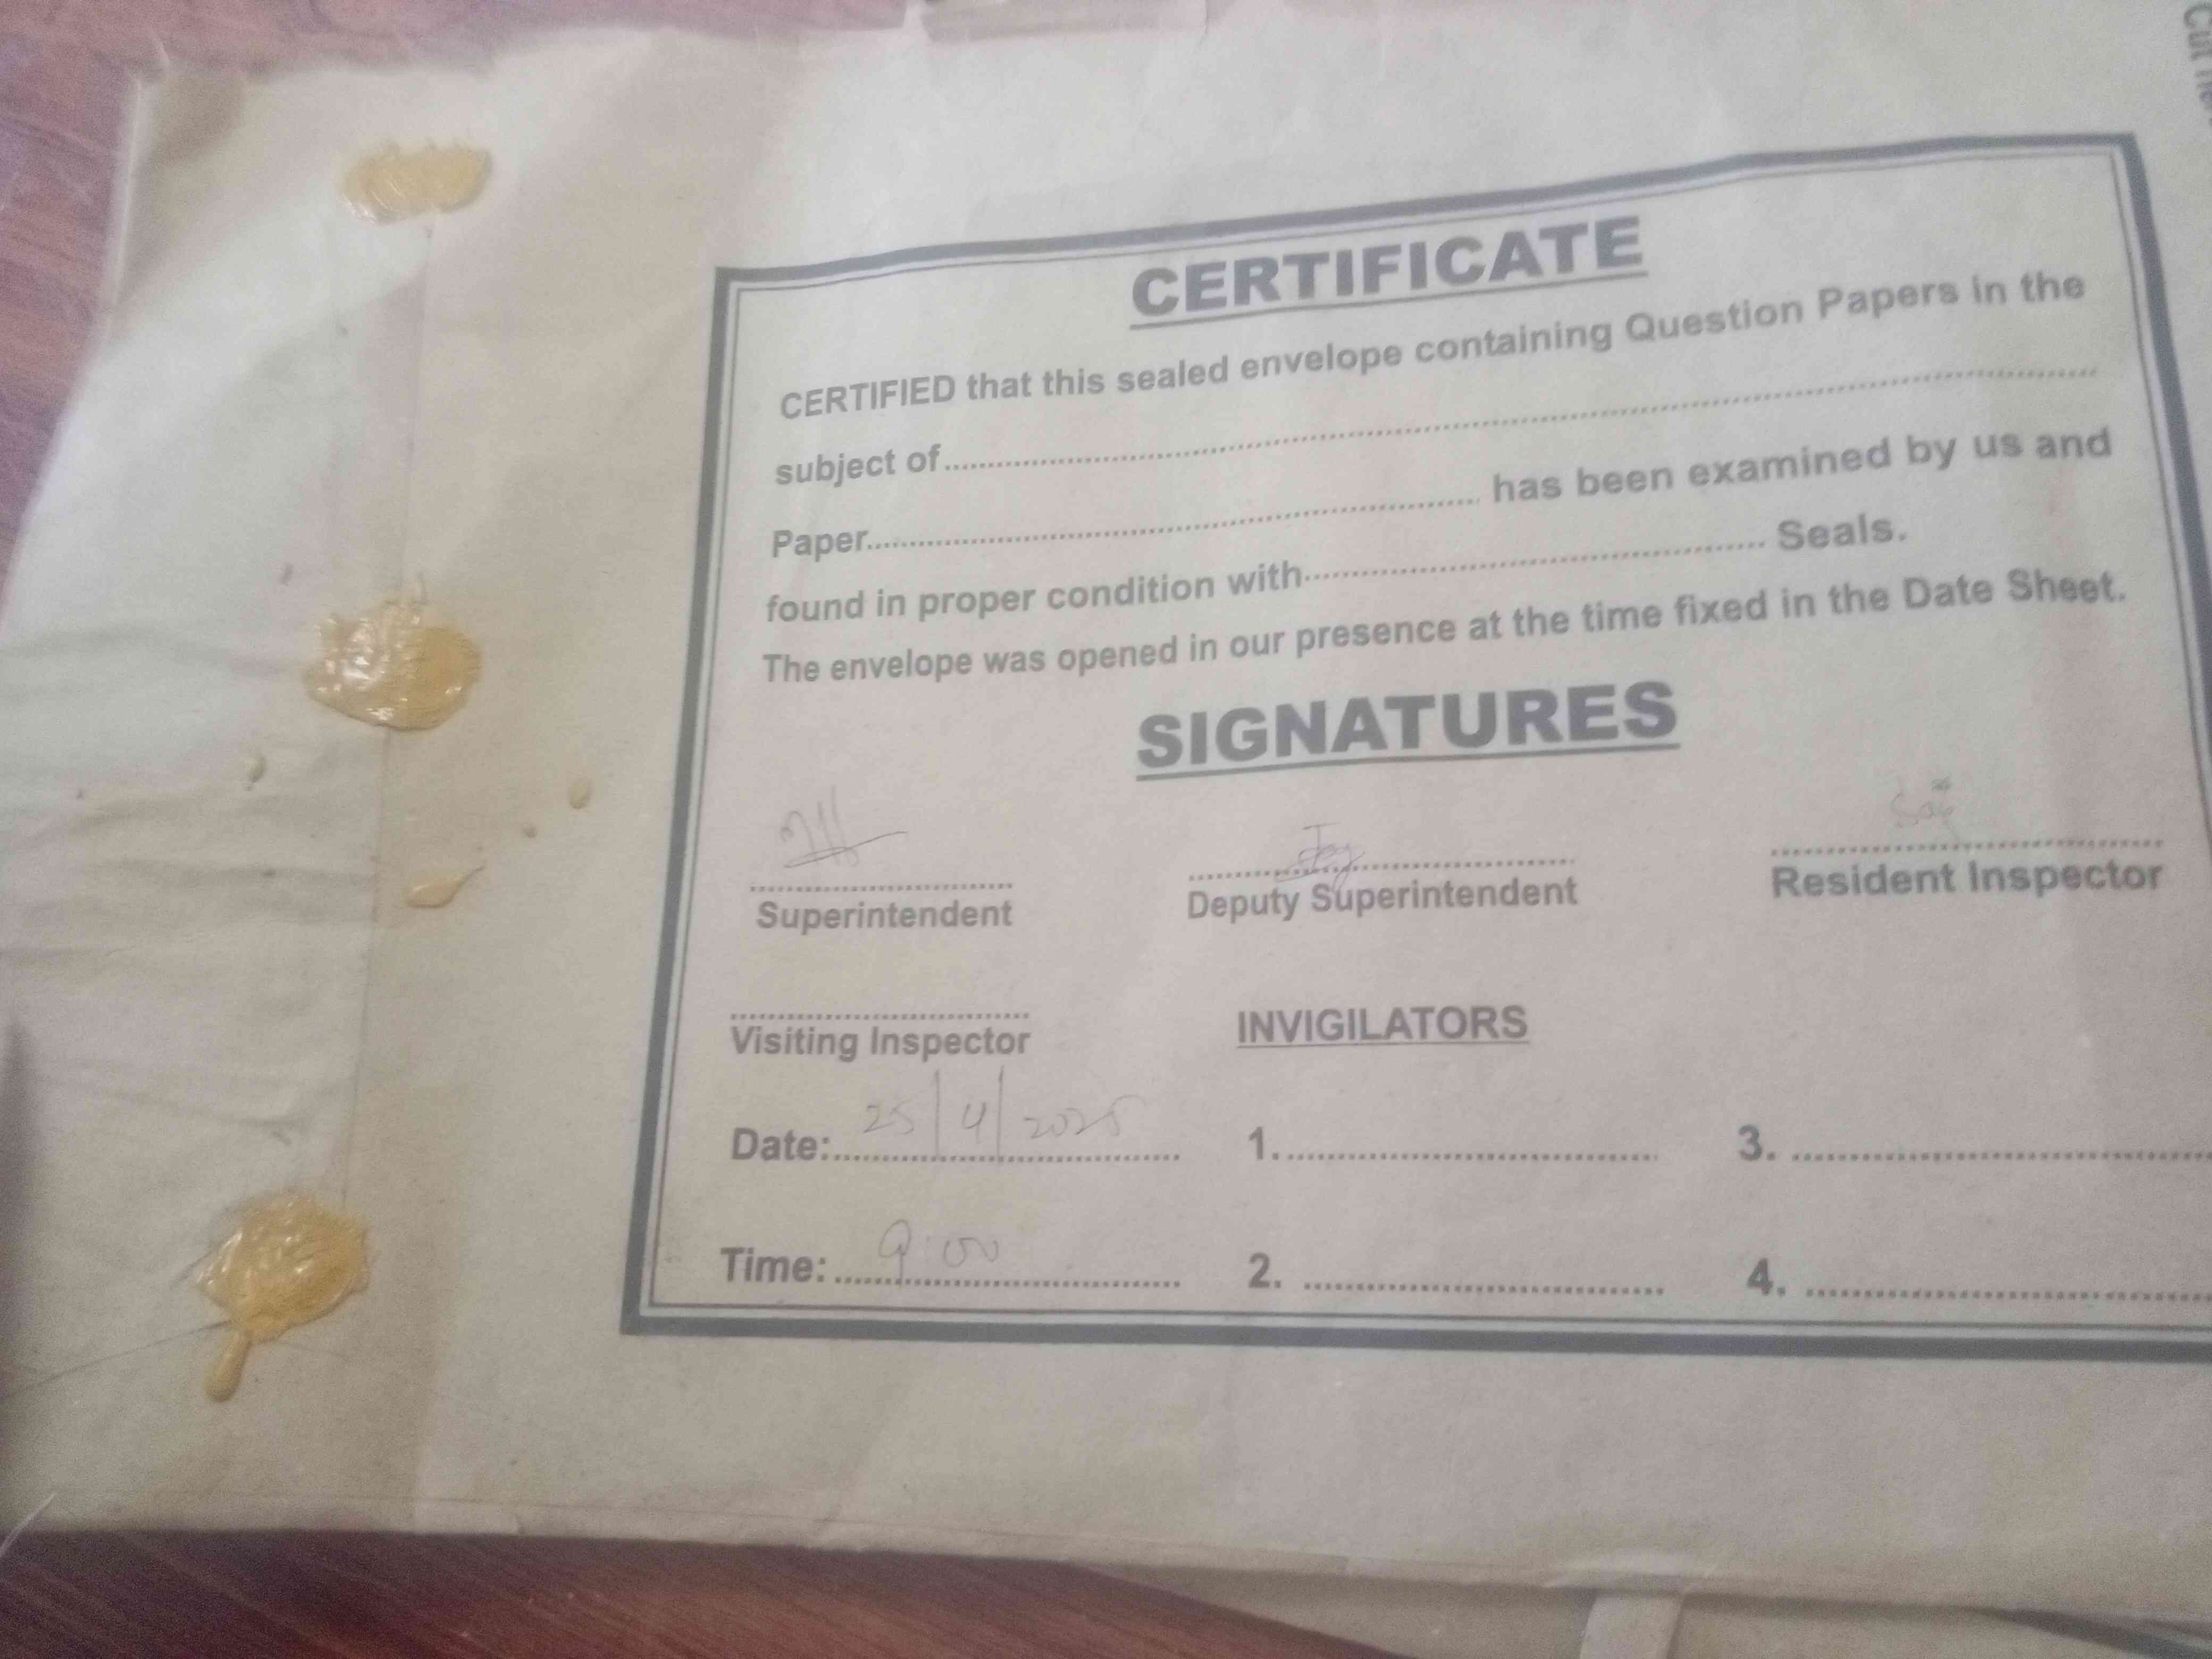 Cut he
CERTIFICATE
CERTIFIED that this sealed envelope containing Question Papers in the
subject of................................................................
Paper........................................ has been examined by us and
found in proper condition with........................................ Seals.
The envelope was opened in our presence at the time fixed in the Date Sheet.
SIGNATURES
Superintendent Deputy Superintendent Resident Inspector
Visiting Inspector INVIGILATORS
Date: 25/4/2025 1. 3.
Time: 9:00 2. 4.